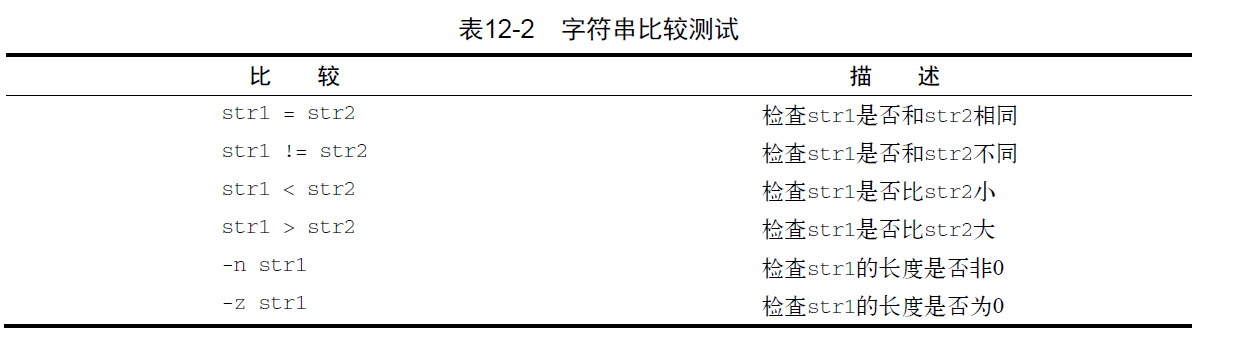 表12-2 字符串比较测试
比 较 描 述
str1 = str2 检查str1是否和str2相同
str1 != str2 检查str1是否和str2不同
str1 < str2 检查str1是否比str2小
str1 > str2 检查str1是否比str2大
-n str1 检查str1的长度是否非0
-z str1 检查str1的长度是否为0